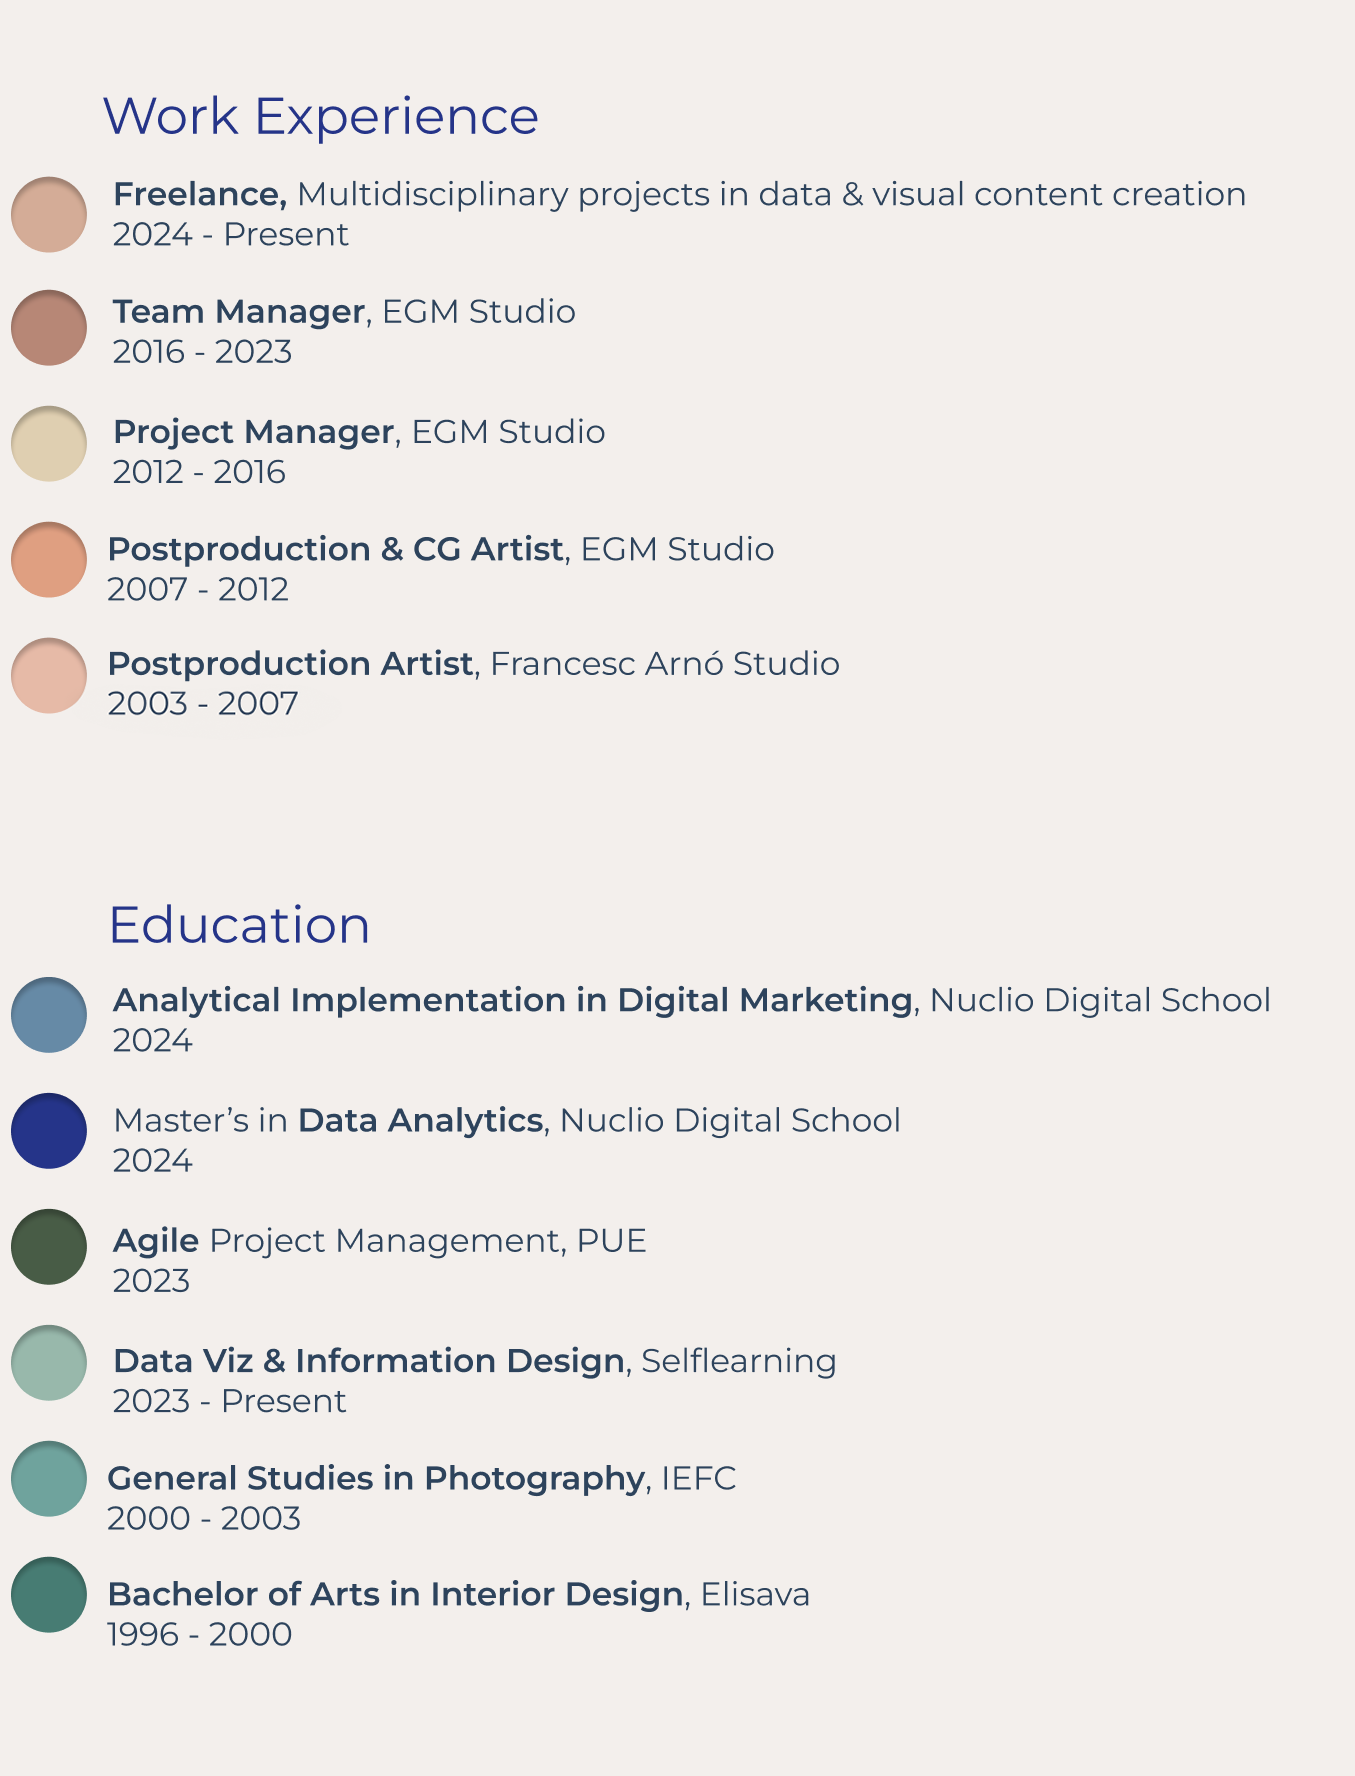 Work Experience
Freelance, Multidisciplinary projects in data & visual content creation
2024 - Present
Team Manager, EGM Studio
2016 - 2023
Project Manager, EGM Studio
2012 - 2016
Postproduction & CG Artist, EGM Studio
2007 - 2012
Postproduction Artist, Francesc Arnó Studio
2003 - 2007
Education
Analytical Implementation in Digital Marketing, Nuclio Digital School
2024
Master’s in Data Analytics, Nuclio Digital School
2024
Agile Project Management, PUE
2023
Data Viz & Information Design, Selflearning
2023 - Present
General Studies in Photography, IEFC
2000 - 2003
Bachelor of Arts in Interior Design, Elisava
1996 - 2000